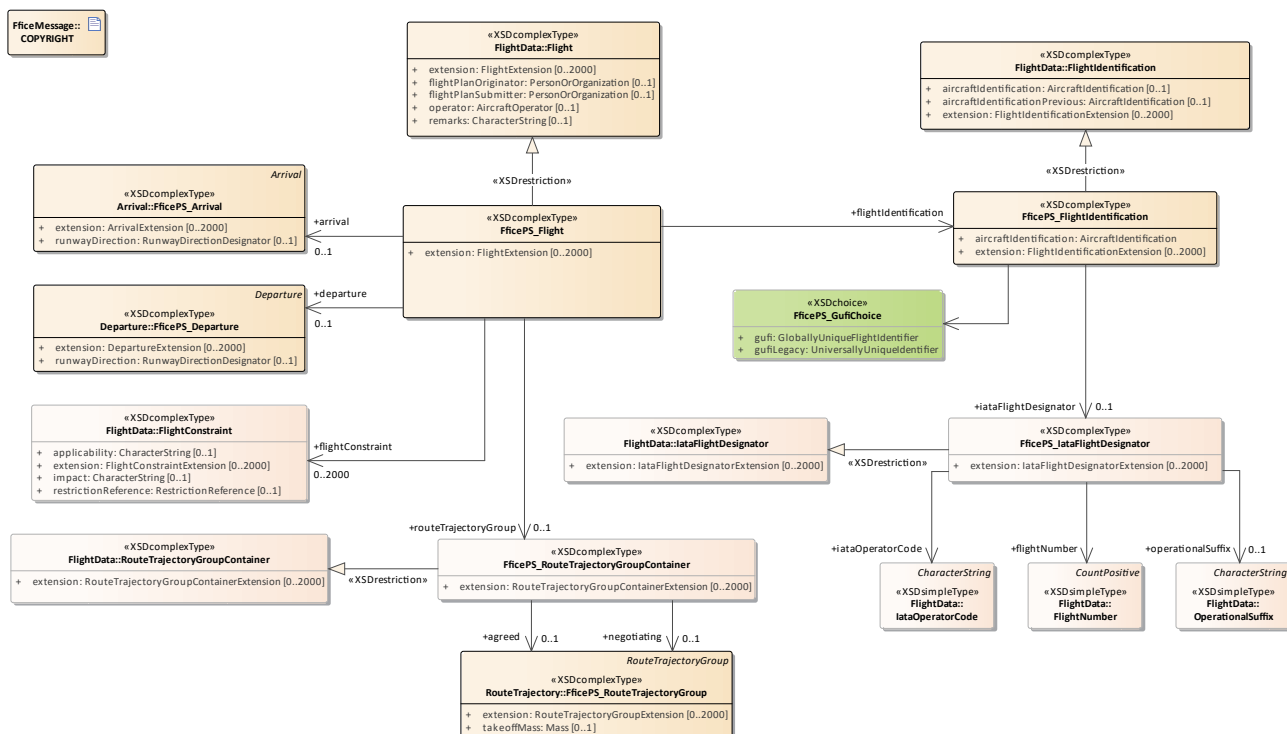 FficeMessage::
COPYRIGHT
«XSDcomplexType»
FlightData::Flight
+ extension: FlightExtension [0..2000]
+ flightPlanOriginator: PersonOrOrganization [0..1]
+ flightPlanSubmitter: PersonOrOrganization [0..1]
+ operator: AircraftOperator [0..1]
+ remarks: CharacterString [0..1]
«XSDcomplexType»
FlightData::FlightIdentification
+ aircraftIdentification: AircraftIdentification [0..1]
+ aircraftIdentificationPrevious: AircraftIdentification [0..1]
+ extension: FlightIdentificationExtension [0..2000]
«XSDrestriction»
«XSDrestriction»
Arrival
«XSDcomplexType»
Arrival::FficePS_Arrival
+ extension: ArrivalExtension [0..2000]
+ runwayDirection: RunwayDirectionDesignator [0..1]
+arrival
0..1
«XSDcomplexType»
FficePS_Flight
+ extension: FlightExtension [0..2000]
+flightIdentification
«XSDcomplexType»
FficePS_FlightIdentification
+ aircraftIdentification: AircraftIdentification
+ extension: FlightIdentificationExtension [0..2000]
Departure
«XSDcomplexType»
Departure::FficePS_Departure
+ extension: DepartureExtension [0..2000]
+ runwayDirection: RunwayDirectionDesignator [0..1]
+departure
0..1
«XSDchoice»
FficePS_GufiChoice
+ gufi: GloballyUniqueFlightIdentifier
+ gufiLegacy: UniversallyUniqueIdentifier
«XSDcomplexType»
FlightData::FlightConstraint
+ applicability: CharacterString [0..1]
+ extension: FlightConstraintExtension [0..2000]
+ impact: CharacterString [0..1]
+ restrictionReference: RestrictionReference [0..1]
+flightConstraint
0..2000
+iataFlightDesignator
0..1
«XSDcomplexType»
FlightData::IataFlightDesignator
+ extension: IataFlightDesignatorExtension [0..2000]
«XSDrestriction»
«XSDcomplexType»
FficePS_IataFlightDesignator
+ extension: IataFlightDesignatorExtension [0..2000]
+routeTrajectoryGroup
0..1
«XSDcomplexType»
FlightData::RouteTrajectoryGroupContainer
+ extension: RouteTrajectoryGroupContainerExtension [0..2000]
«XSDrestriction»
«XSDcomplexType»
FficePS_RouteTrajectoryGroupContainer
+ extension: RouteTrajectoryGroupContainerExtension [0..2000]
+iataOperatorCode
+flightNumber
+operationalSuffix
0..1
CharacterString
«XSDsimpleType»
FlightData::
IataOperatorCode
CountPositive
«XSDsimpleType»
FlightData::
FlightNumber
CharacterString
«XSDsimpleType»
FlightData::
OperationalSuffix
+agreed
0..1
+negotiating
0..1
RouteTrajectoryGroup
«XSDcomplexType»
RouteTrajectory::FficePS_RouteTrajectoryGroup
+ extension: RouteTrajectoryGroupExtension [0..2000]
+ takeoffMass: Mass [0..1]